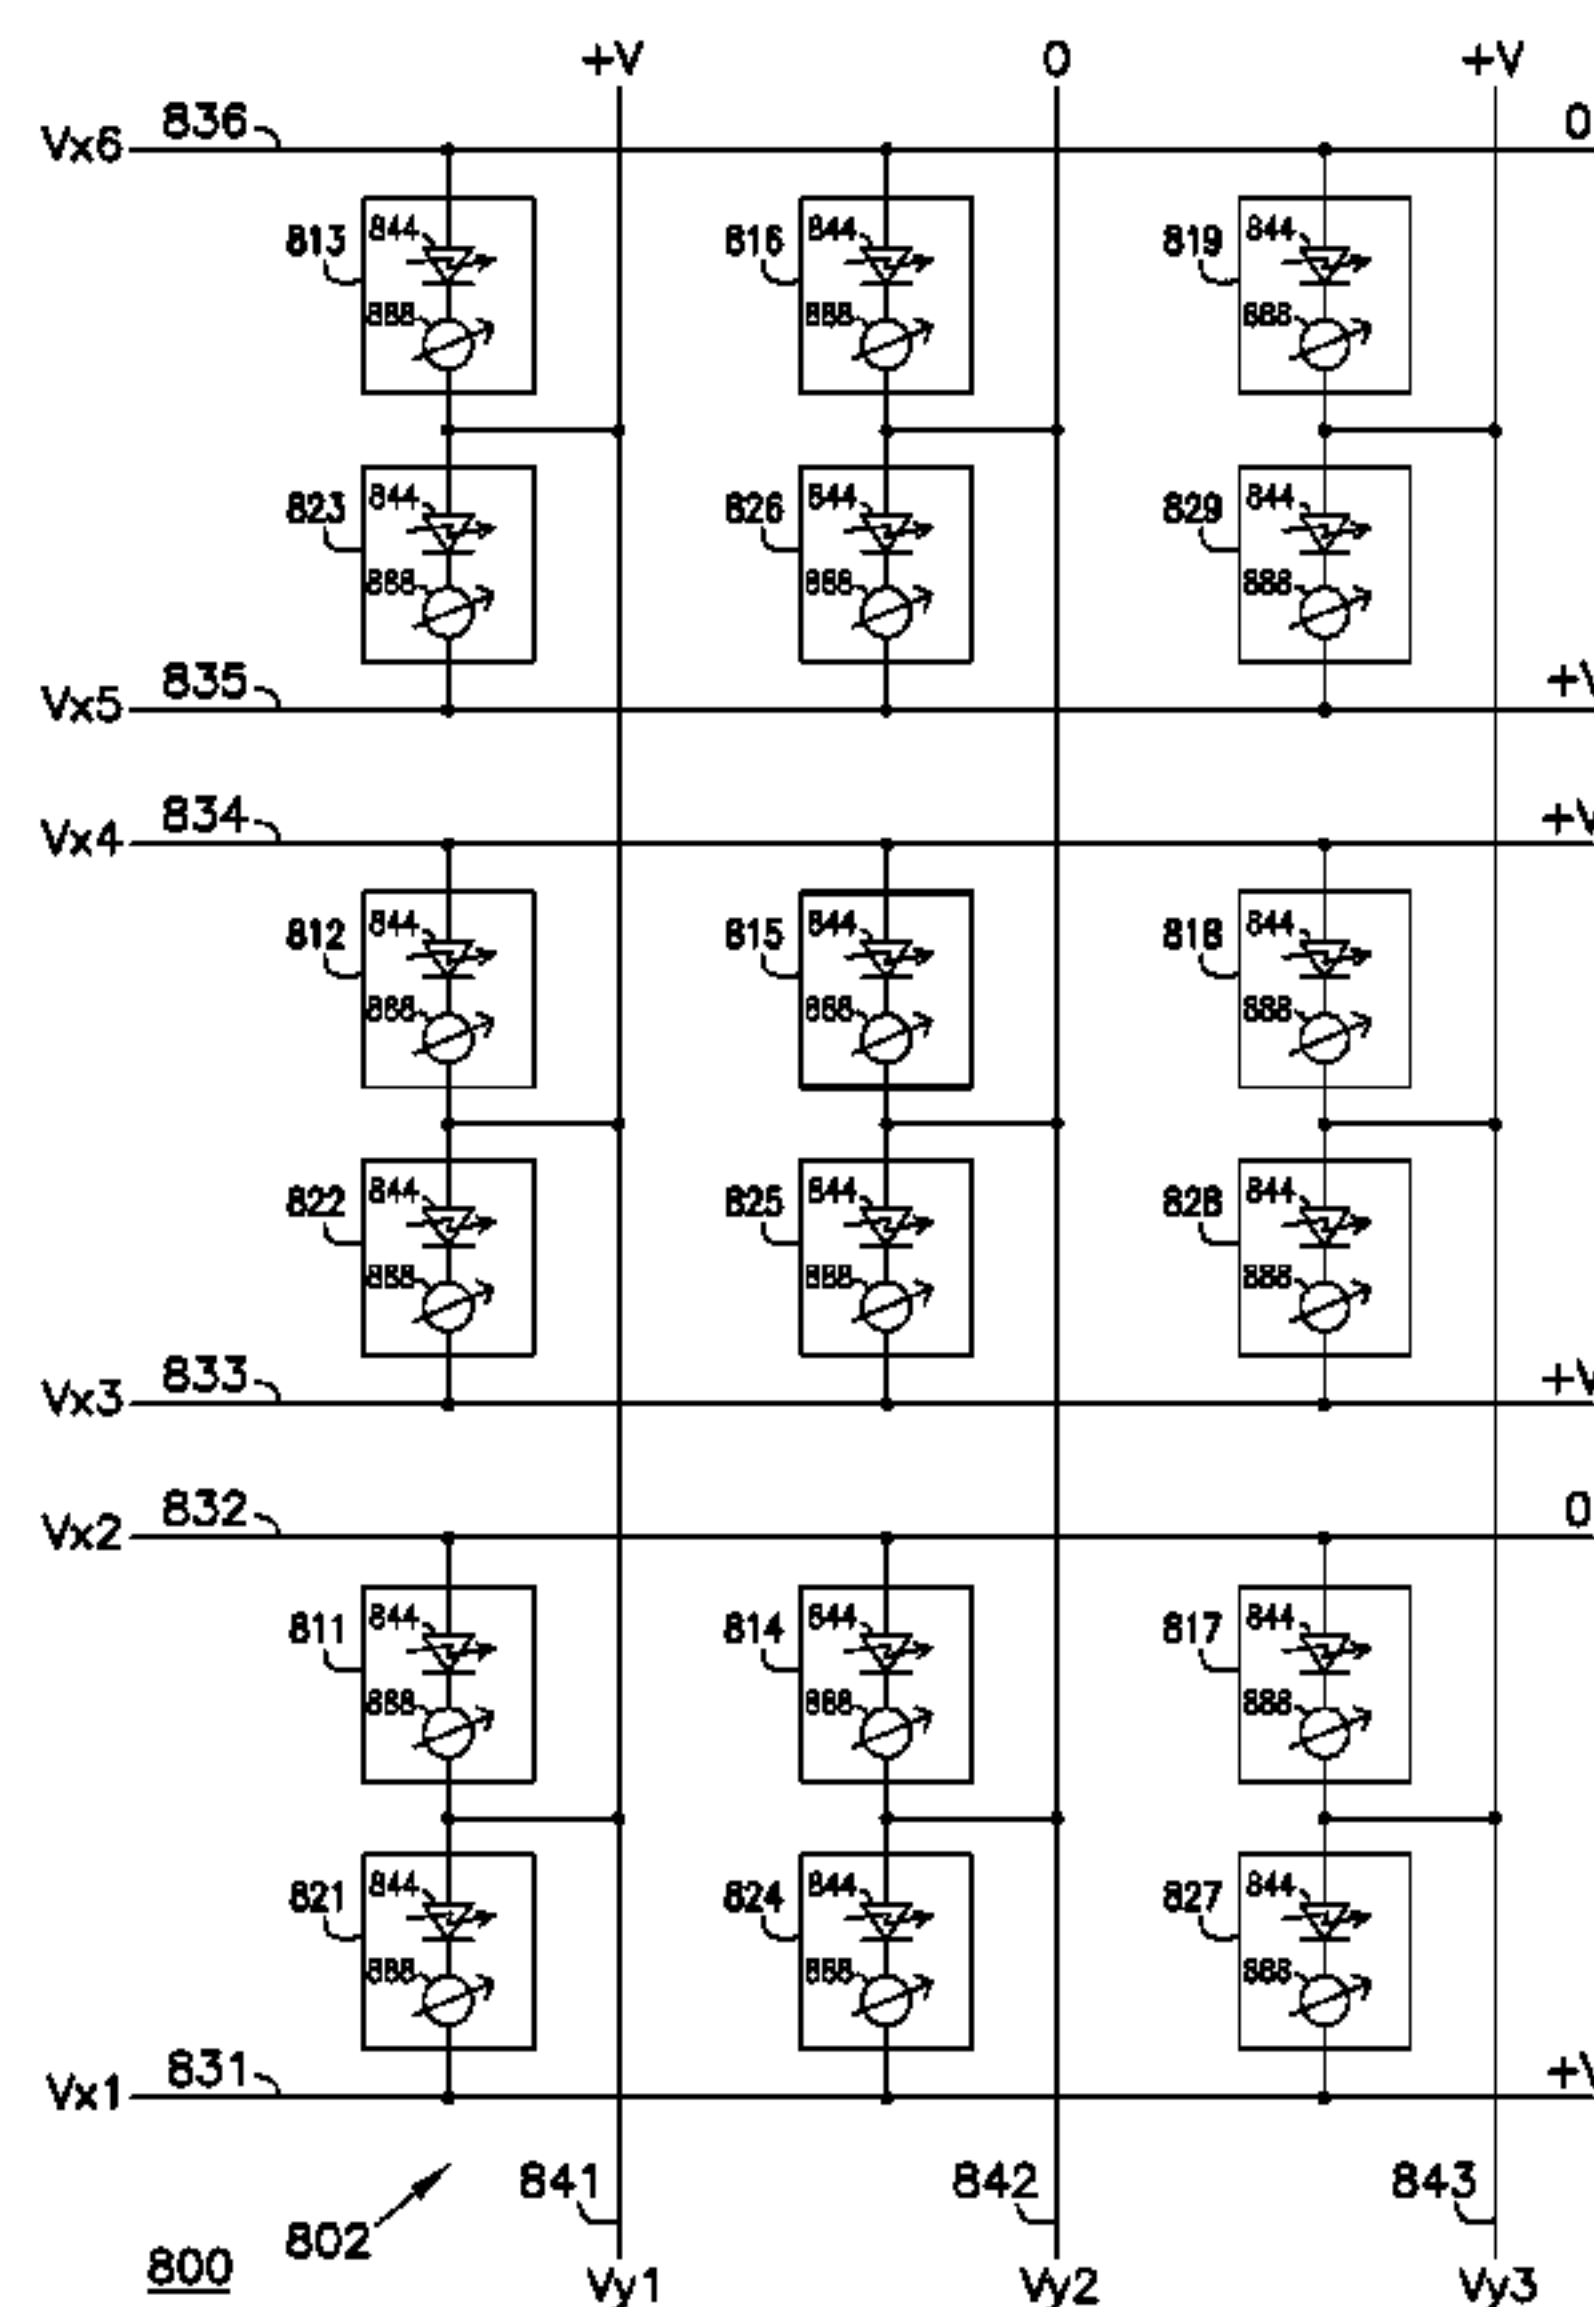 +V 0 +V
Vx6 836 0
813 844 816 844 819 844
888 888 888
823 844 826 844 829 844
888 888 888
Vx5 835 +V
Vx4 834 +V
812 844 815 844 818 844
888 888 888
822 844 825 844 828 844
888 888 888
Vx3 833 +V
Vx2 832 0
811 844 814 844 817 844
888 888 888
821 844 824 844 827 844
888 888 888
Vx1 831 +V
841 842 843
802
800
Vy1 Vy2 Vy3